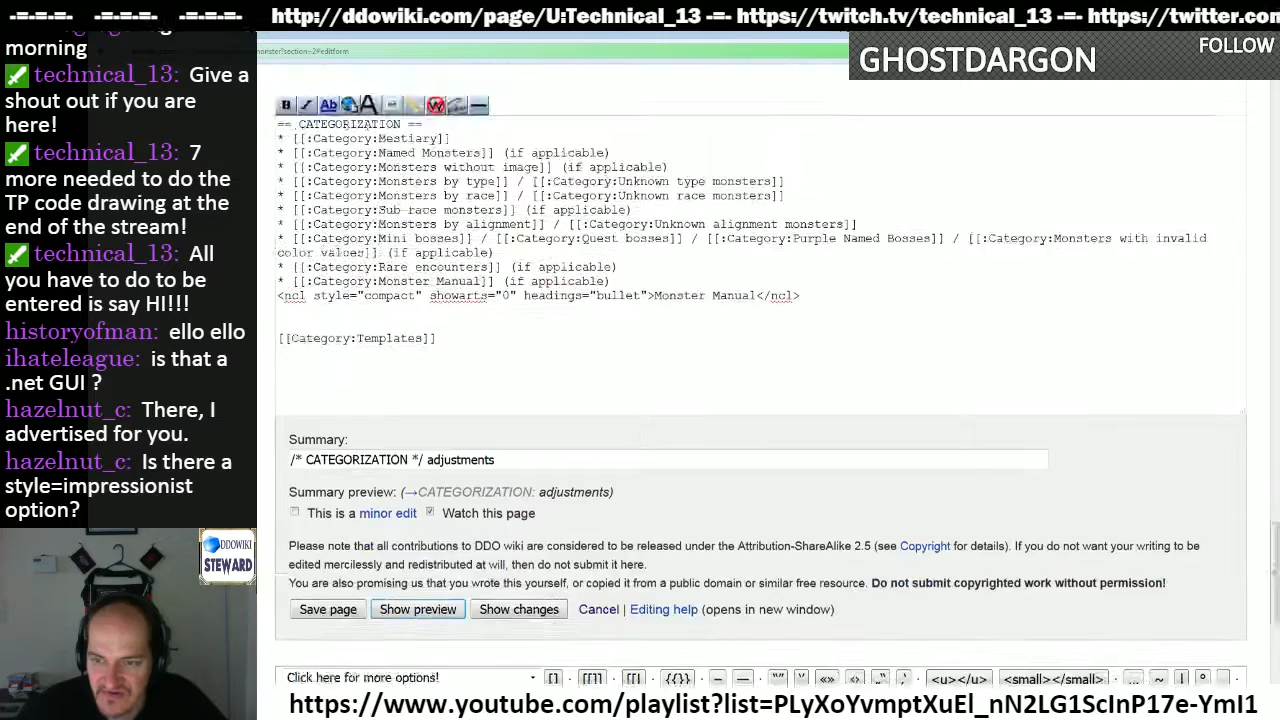 -=-=-=- -=-=-=- -=-=-=- http://ddowiki.com/page/U:Technical_13 -=- https://twitch.tv/technical_13 -=- https://twitter.con
morning
technical_13: Give a
shout out if you are
here!
technical_13: 7
more needed to do the
TP code drawing at the
end of the stream!
technical_13: All
you have to do to be
entered is say HI!!!
historyofman: ello ello
ihateleague: is that a
.net GUI ?
hazelnut_c: There, I
advertised for you.
hazelnut_c: Is there a
style=impressionist
option?
DDOWIKI
STEWARD
monster?section=2#editform
GHOSTDARGON
FOLLOW
B I Ab A
== CATEGORIZATION ==
* [[:Category:Bestiary]]
* [[:Category:Named Monsters]] (if applicable)
* [[:Category:Monsters without image]] (if applicable)
* [[:Category:Monsters by type]] / [[:Category:Unknown type monsters]]
* [[:Category:Monsters by race]] / [[:Category:Unknown race monsters]]
* [[:Category:Sub-race monsters]] (if applicable)
* [[:Category:Monsters by alignment]] / [[:Category:Unknown alignment monsters]]
* [[:Category:Mini bosses]] / [[:Category:Quest bosses]] / [[:Category:Purple Named Bosses]] / [[:Category:Monsters with invalid
color values]] (if applicable)
* [[:Category:Rare encounters]] (if applicable)
* [[:Category:Monster Manual]] (if applicable)
<ncl style="compact" showarts="0" headings="bullet">Monster Manual</ncl>
[[Category:Templates]]
Summary:
/* CATEGORIZATION */ adjustments
Summary preview: (→CATEGORIZATION: adjustments)
This is a minor edit Watch this page
Please note that all contributions to DDO wiki are considered to be released under the Attribution-ShareAlike 2.5 (see Copyright for details). If you do not want your writing to be
edited mercilessly and redistributed at will, then do not submit it here.
You are also promising us that you wrote this yourself, or copied it from a public domain or similar free resource. Do not submit copyrighted work without permission!
Save page Show preview Show changes Cancel | Editing help (opens in new window)
Click here for more options! [] · [[]] · [[| · {{}} · – · — · “” · ‘’ · «» · ‹› · „“ · ‚‘ · <u></u> · <small></small>
https://www.youtube.com/playlist?list=PLyXoYvmptXuEl_nN2LG1ScInP17e-YmI1